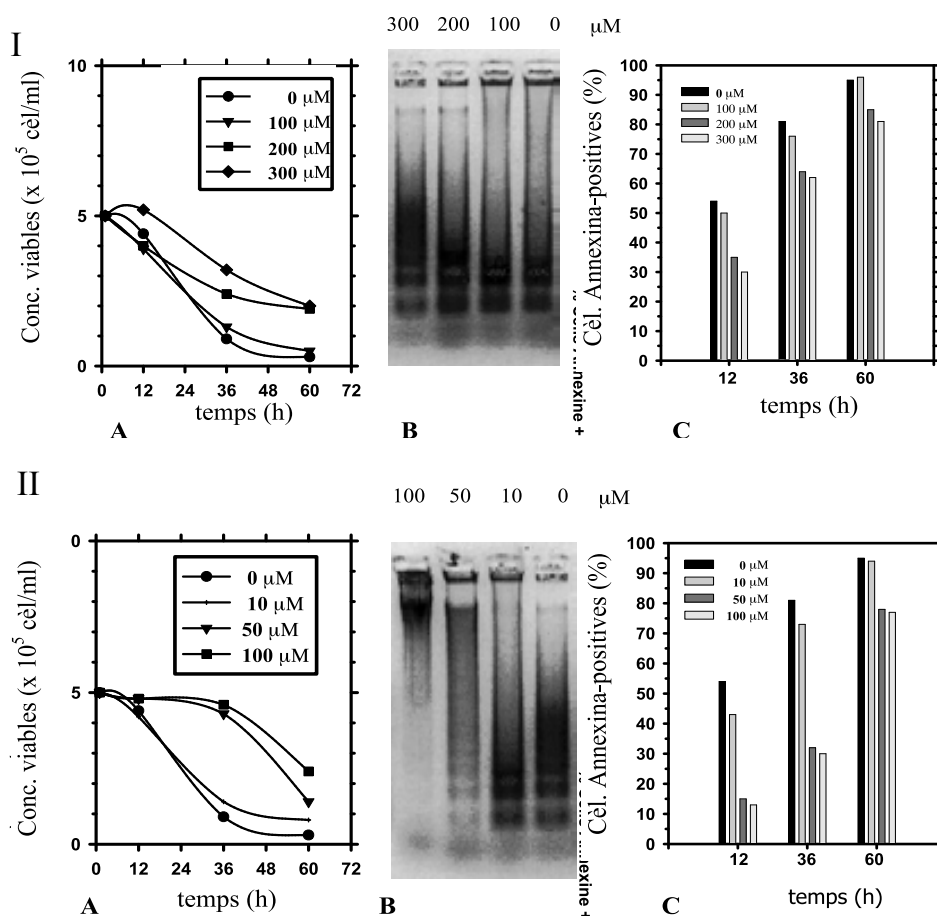 I
300 200 100 0 μM
Conc. viables (x 10⁵ cèl/ml)
10
5
0
0 μM
100 μM
200 μM
300 μM
0 12 24 36 48 60 72
temps (h)
A
B
nexine +
Cèl. Annexina-positives (%)
100
90
80
70
60
50
40
30
20
10
0
0 μM
100 μM
200 μM
300 μM
12 36 60
temps (h)
C
II
100 50 10 0 μM
Conc. viables (x 10⁵ cèl/ml)
0
5
0
0 μM
10 μM
50 μM
100 μM
0 12 24 36 48 60 72
temps (h)
A
B
nexine +
Cèl. Annexina-positives (%)
100
90
80
70
60
50
40
30
20
10
0
0 μM
10 μM
50 μM
100 μM
12 36 60
temps (h)
C